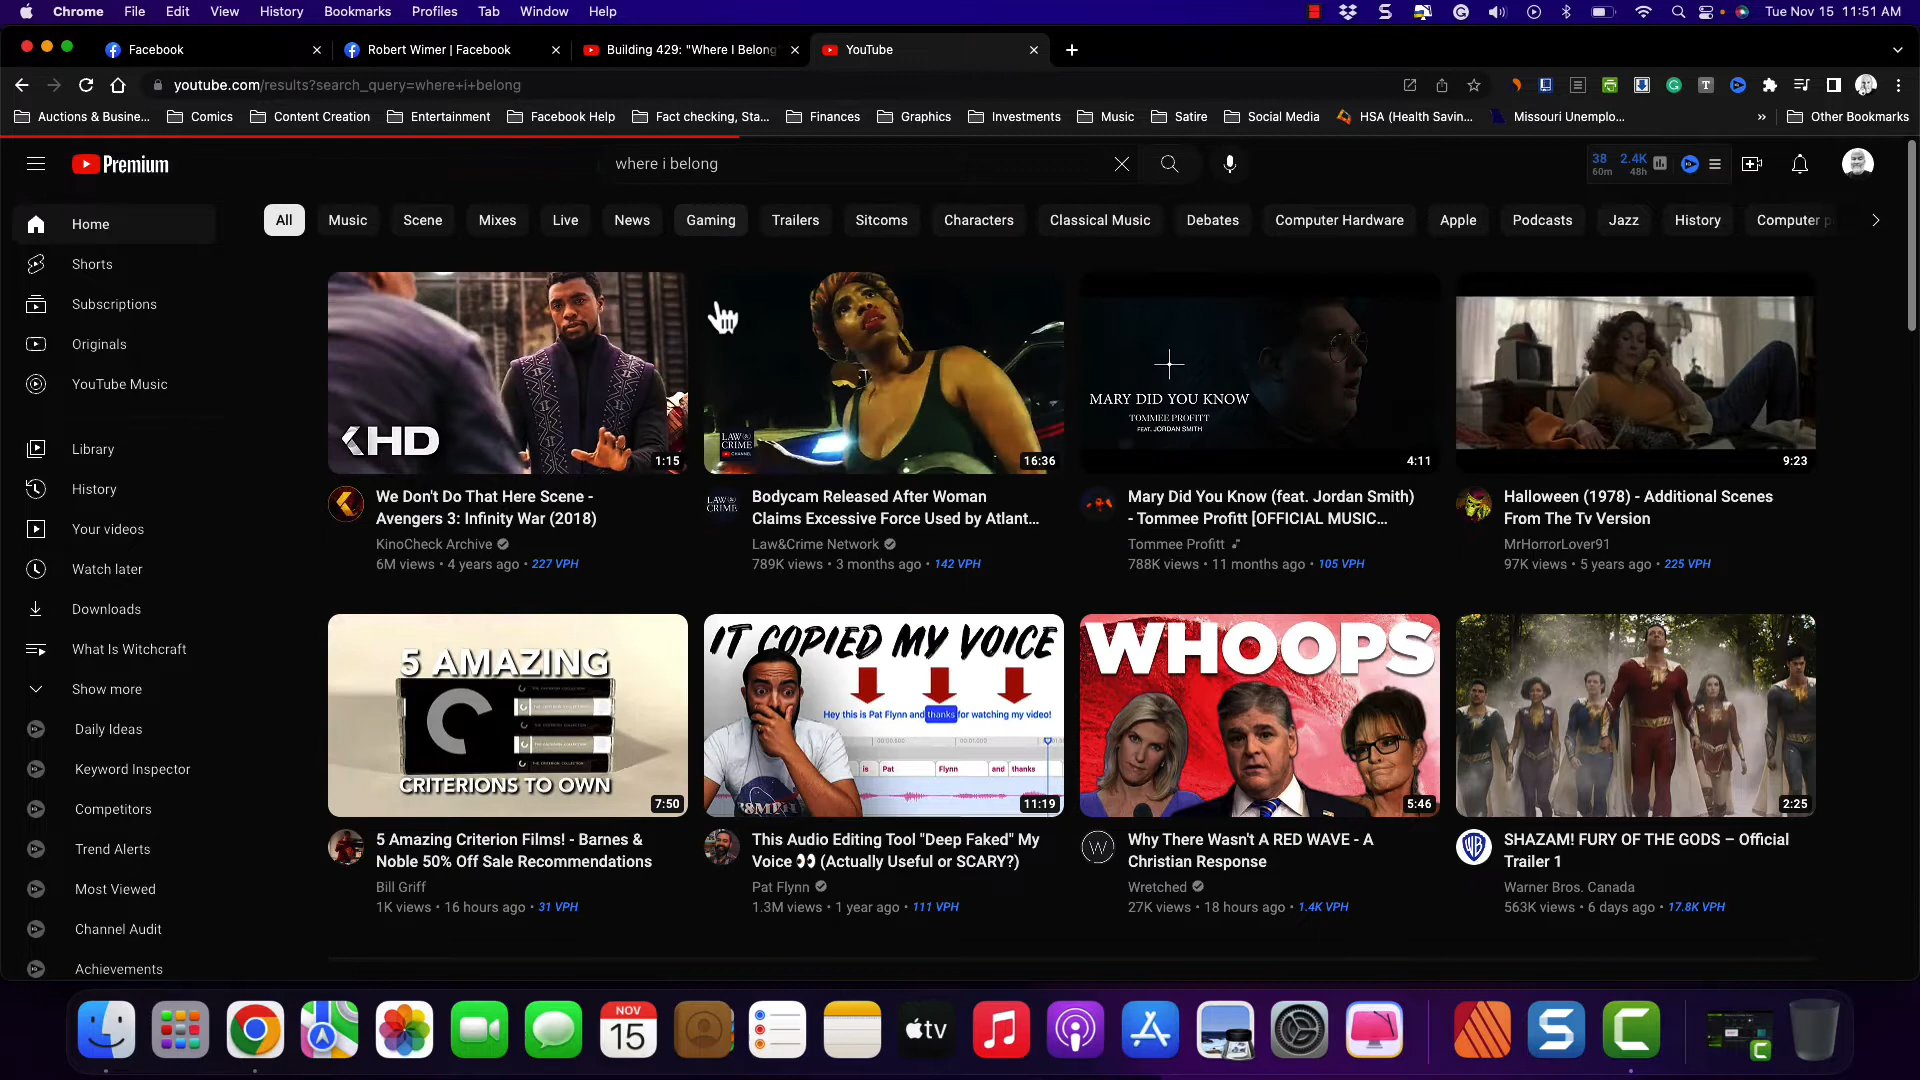 Chrome File Edit View History Bookmarks Profiles Tab Window Help Tue Nov 15 11:51 AM
Facebook Robert Wimer | Facebook Building 429: "Where I Belong" YouTube
youtube.com/results?search_query=where+i+belong
Auctions & Busine... Comics Content Creation Entertainment Facebook Help Fact checking, Sta... Finances Graphics Investments Music Satire Social Media HSA (Health Savin... Missouri Unemplo... » Other Bookmarks
Premium where i belong 38 60m 2.4K 48h
All Music Scene Mixes Live News Gaming Trailers Sitcoms Characters Classical Music Debates Computer Hardware Apple Podcasts Jazz History Computer p
Home
Shorts
Subscriptions
Originals
YouTube Music
Library
History
Your videos
Watch later
Downloads
What Is Witchcraft
Show more
Daily Ideas
Keyword Inspector
Competitors
Trend Alerts
Most Viewed
Channel Audit
Achievements
HD
1:15
We Don't Do That Here Scene -
Avengers 3: Infinity War (2018)
KinoCheck Archive
6M views • 4 years ago • 227 VPH
LAW&
CRIME
CHANNEL
16:36
LAW&
CRIME
Bodycam Released After Woman
Claims Excessive Force Used by Atlant...
Law&Crime Network
789K views • 3 months ago • 142 VPH
MARY DID YOU KNOW
TOMMEE PROFITT
FEAT. JORDAN SMITH
4:11
Mary Did You Know (feat. Jordan Smith)
- Tommee Profitt [OFFICIAL MUSIC...
Tommee Profitt
788K views • 11 months ago • 105 VPH
9:23
Halloween (1978) - Additional Scenes
From The Tv Version
MrHorrorLover91
97K views • 5 years ago • 225 VPH
5 AMAZING
CRITERIONS TO OWN
7:50
5 Amazing Criterion Films! - Barnes &
Noble 50% Off Sale Recommendations
Bill Griff
1K views • 16 hours ago • 31 VPH
IT COPIED MY VOICE
Hey this is Pat Flynn and thanks for watching my video!
is Pat Flynn and thanks
11:19
This Audio Editing Tool "Deep Faked" My
Voice 👀 (Actually Useful or SCARY?)
Pat Flynn
1.3M views • 1 year ago • 111 VPH
WHOOPS
5:46
W
Why There Wasn't A RED WAVE - A
Christian Response
Wretched
27K views • 18 hours ago • 1.4K VPH
2:25
SHAZAM! FURY OF THE GODS – Official
Trailer 1
Warner Bros. Canada
563K views • 6 days ago • 17.8K VPH
NOV
15
tv